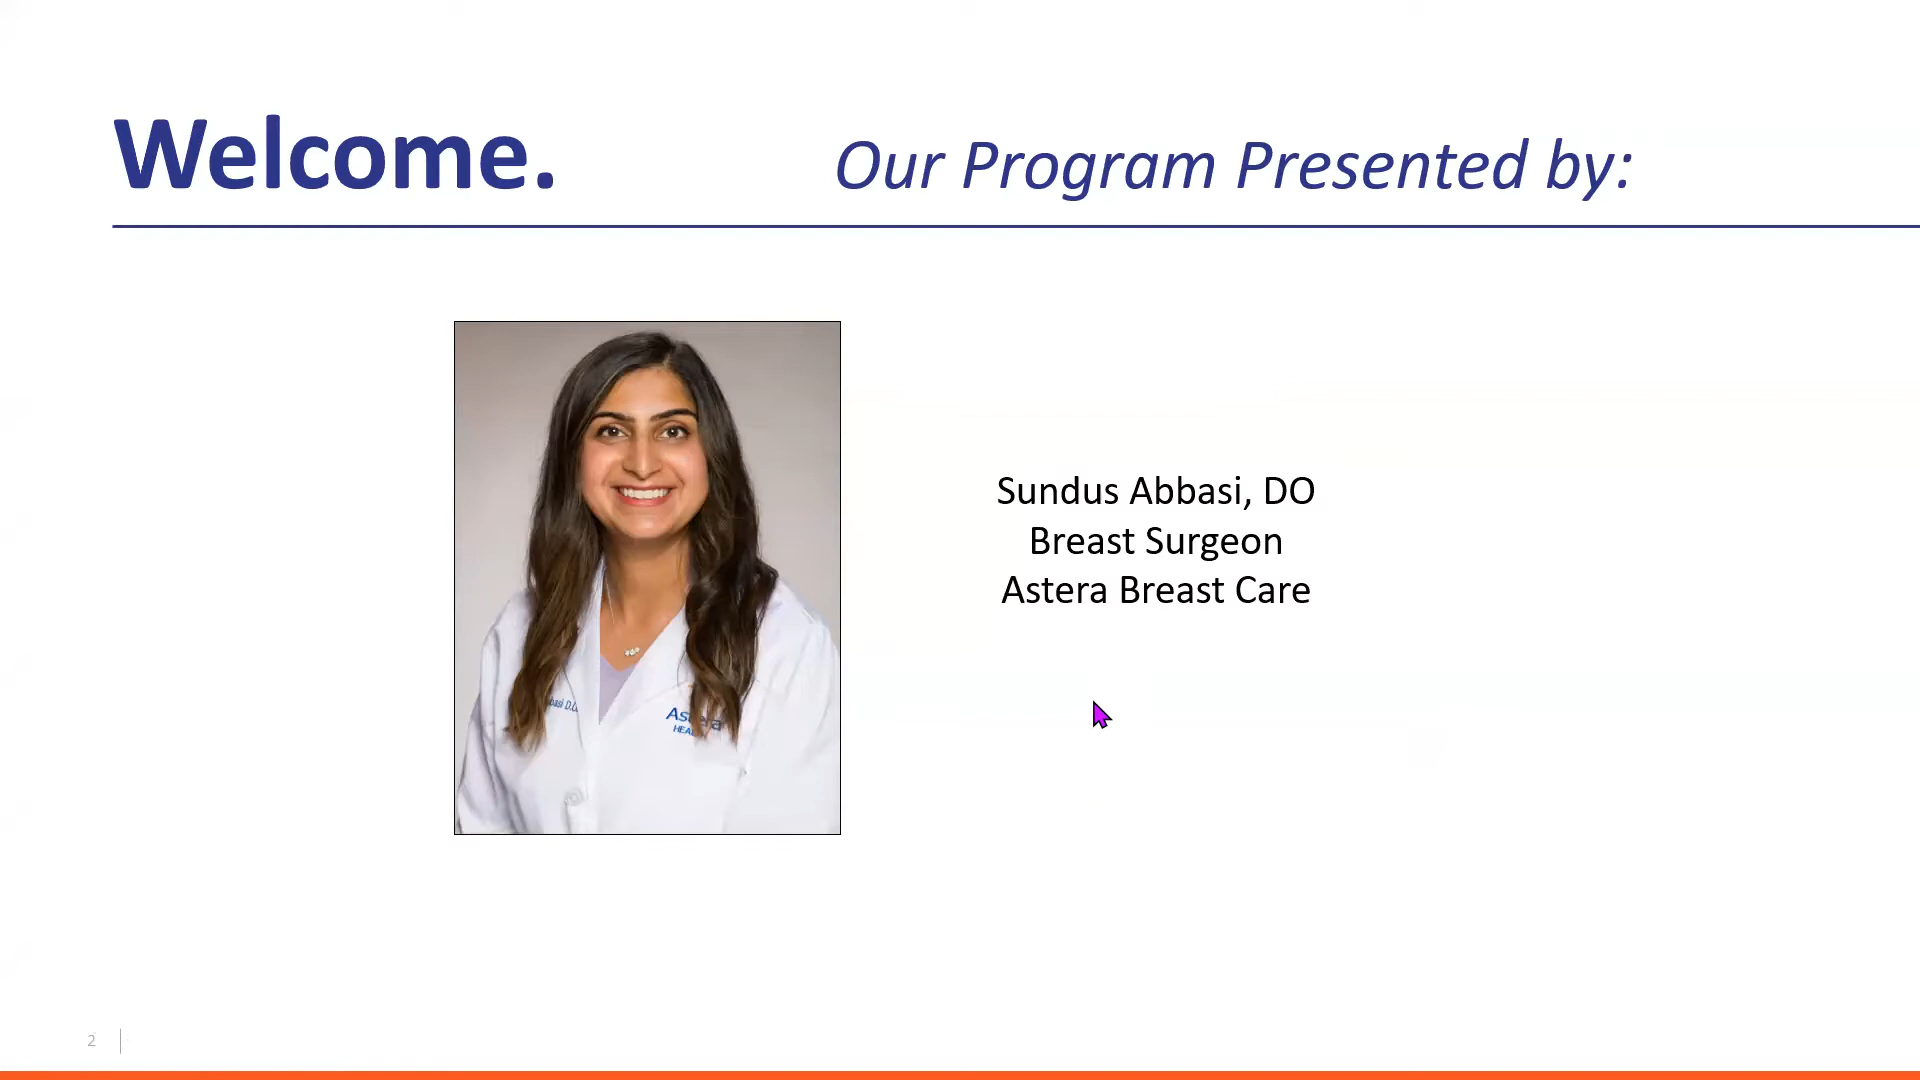 Welcome.
Our Program Presented by:
Sundus Abbasi, DO
Breast Surgeon
Astera Breast Care
D.O.
2